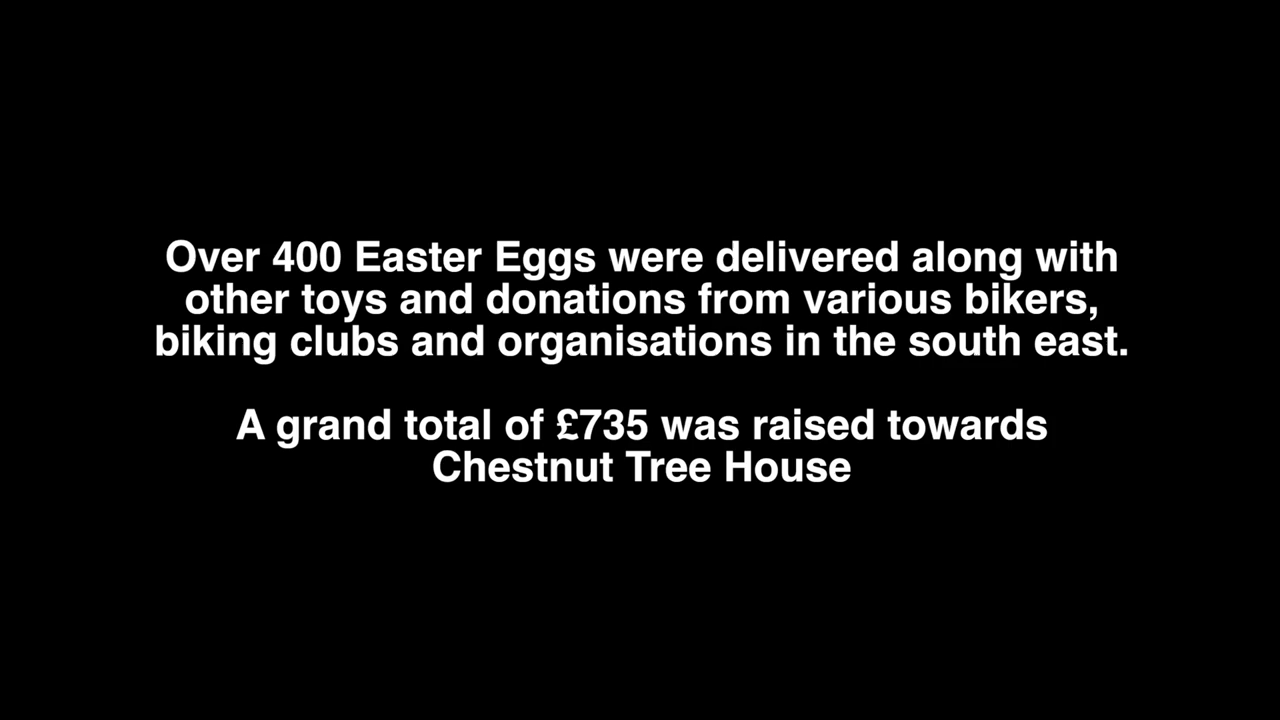 Over 400 Easter Eggs were delivered along with
other toys and donations from various bikers,
biking clubs and organisations in the south east.
A grand total of £735 was raised towards
Chestnut Tree House